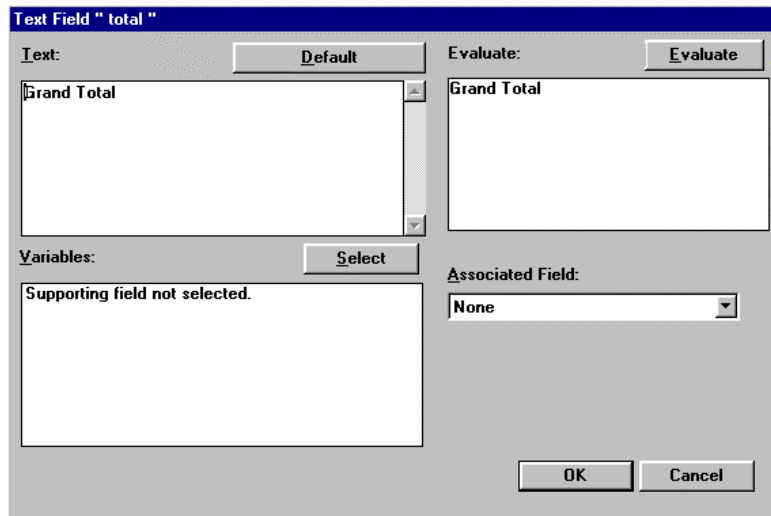 Text Field " total "
Text:
Default
Grand Total
Variables:
Select
Supporting field not selected.
Evaluate:
Evaluate
Grand Total
Associated Field:
None
OK
Cancel